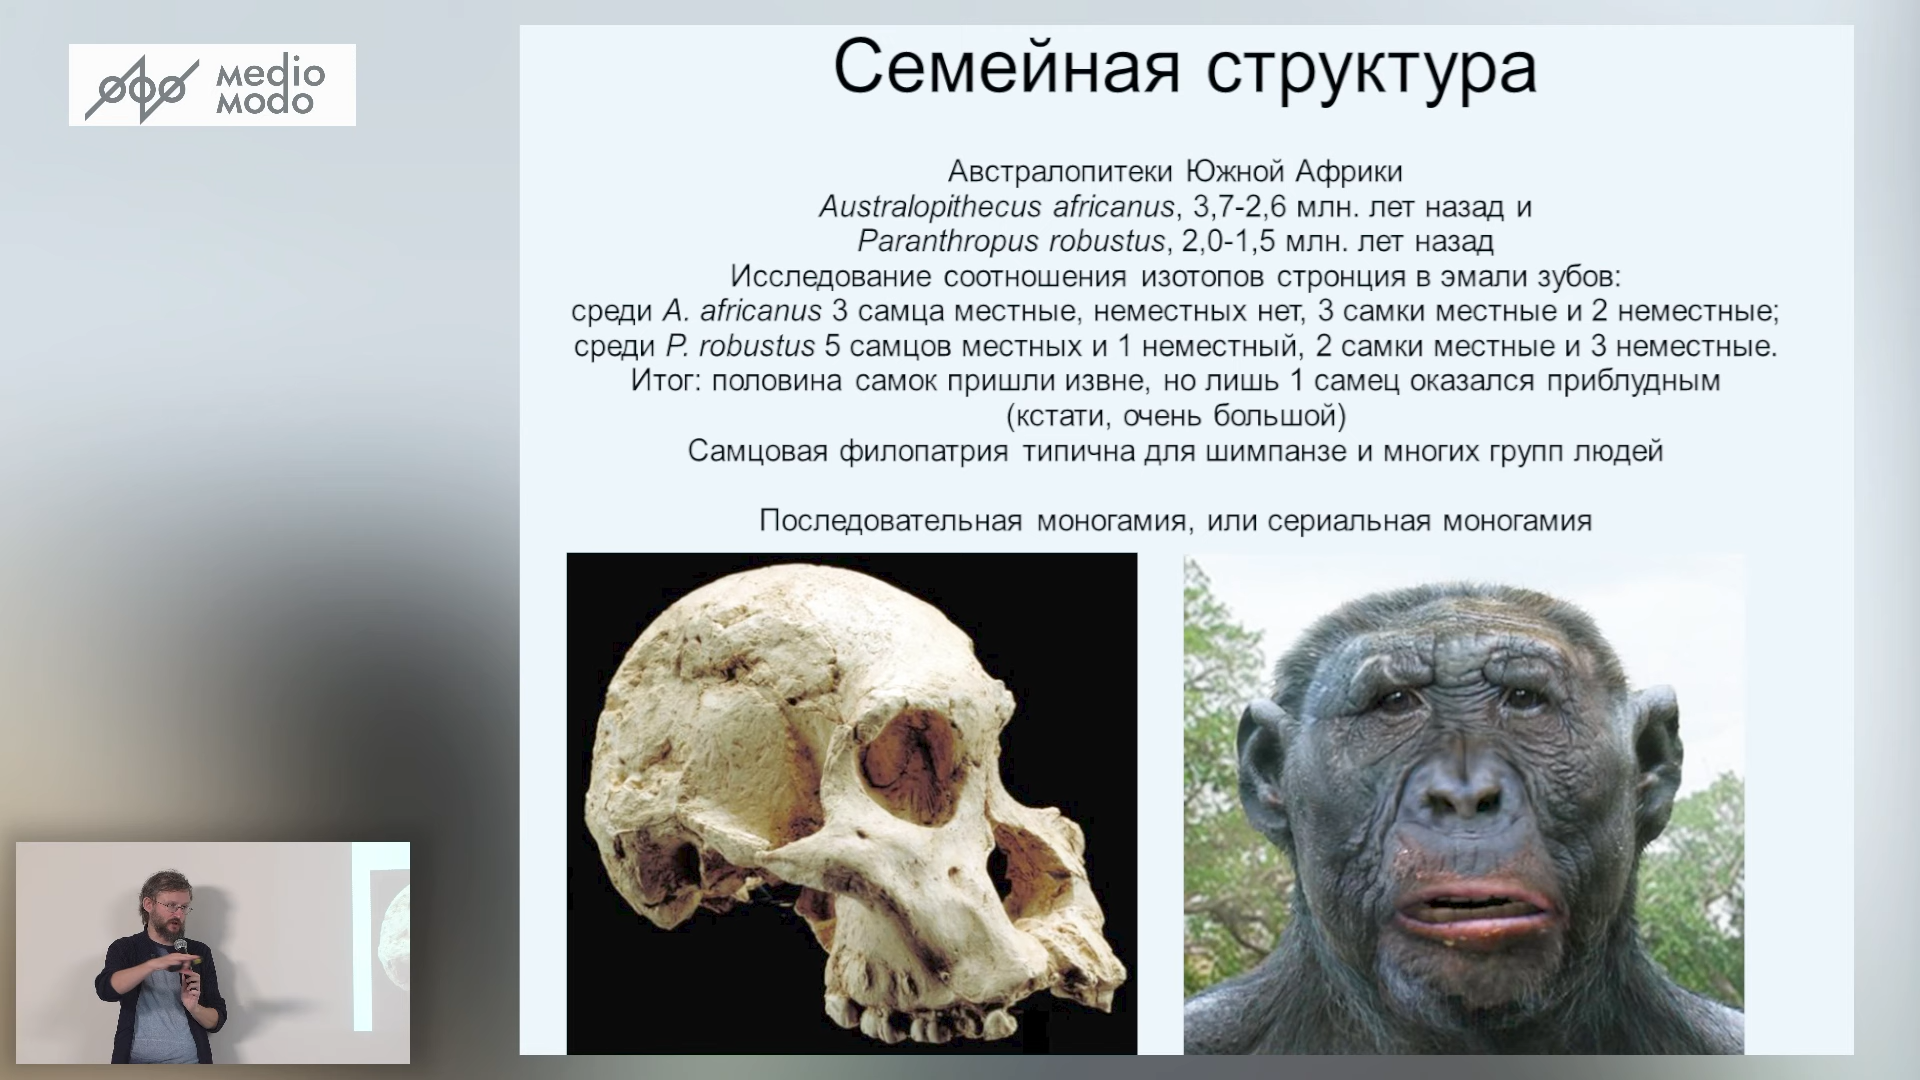 меdio
модо
Семейная структура
Австралопитеки Южной Африки
Australopithecus africanus, 3,7-2,6 млн. лет назад и
Paranthropus robustus, 2,0-1,5 млн. лет назад
Исследование соотношения изотопов стронция в эмали зубов:
среди A. africanus 3 самца местные, неместных нет, 3 самки местные и 2 неместные;
среди P. robustus 5 самцов местных и 1 неместный, 2 самки местные и 3 неместные.
Итог: половина самок пришли извне, но лишь 1 самец оказался приблудным
(кстати, очень большой)
Самцовая филопатрия типична для шимпанзе и многих групп людей
Последовательная моногамия, или сериальная моногамия